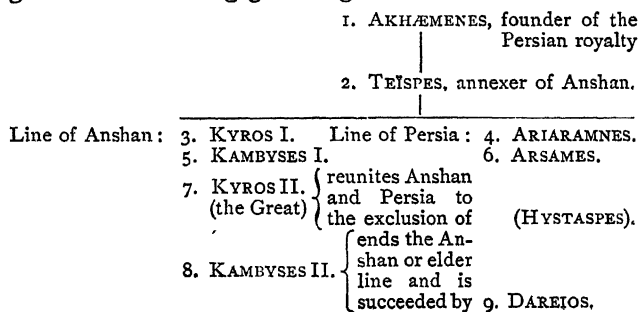 1. AKHÆMENES, founder of the
Persian royalty
2. TEÏSPES, annexer of Anshan.
Line of Anshan: 3. KYROS I. Line of Persia: 4. ARIARAMNES.
5. KAMBYSES I. 6. ARSAMES.
7. KYROS II. (the Great) { reunites Anshan
and Persia to
the exclusion of (HYSTASPES).
8. KAMBYSES II. { ends the An-
shan or elder
line and is
succeeded by 9. DAREIOS.